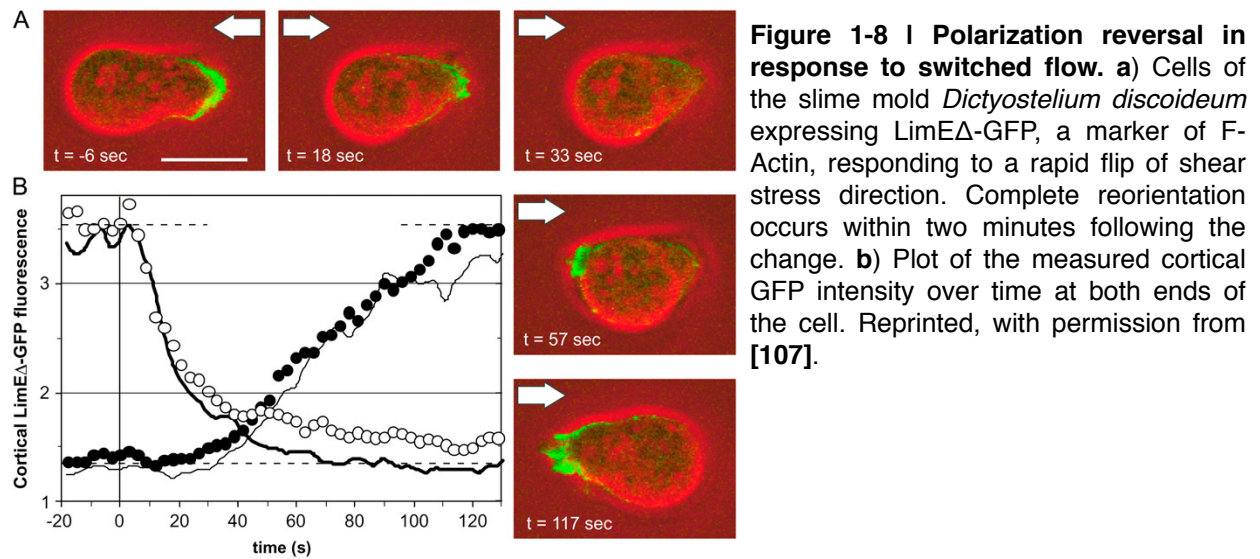 A
t = -6 sec
t = 18 sec
t = 33 sec
B
Cortical LimEΔ-GFP fluorescence
3
2
1
-20 0 20 40 60 80 100 120
time (s)
t = 57 sec
t = 117 sec
Figure 1-8 | Polarization reversal in
response to switched flow. a) Cells of
the slime mold Dictyostelium discoideum
expressing LimEΔ-GFP, a marker of F-
Actin, responding to a rapid flip of shear
stress direction. Complete reorientation
occurs within two minutes following the
change. b) Plot of the measured cortical
GFP intensity over time at both ends of
the cell. Reprinted, with permission from
[107].